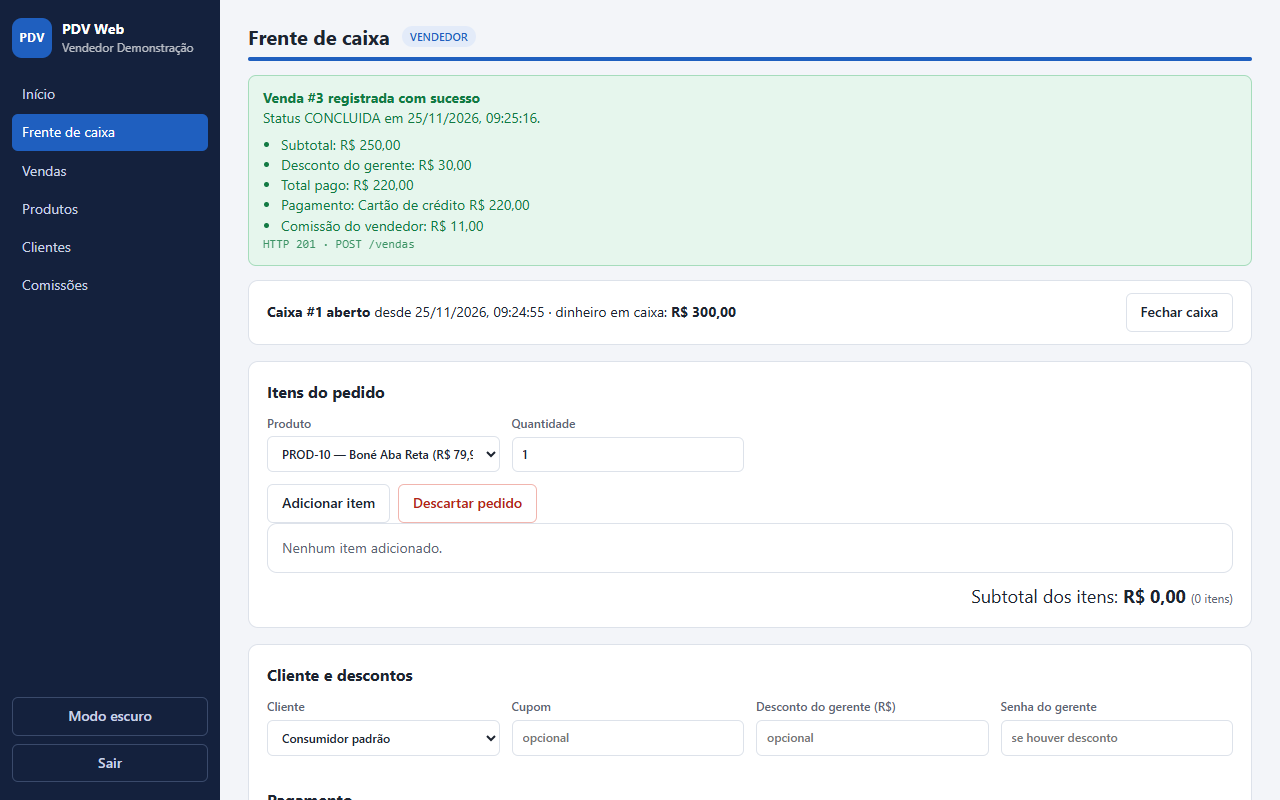 PDV
PDV Web
Vendedor Demonstração
Início
Frente de caixa
Vendas
Produtos
Clientes
Comissões
Modo escuro
Sair
Frente de caixa VENDEDOR
Venda #3 registrada com sucesso
Status CONCLUIDA em 25/11/2026, 09:25:16.
• Subtotal: R$ 250,00
• Desconto do gerente: R$ 30,00
• Total pago: R$ 220,00
• Pagamento: Cartão de crédito R$ 220,00
• Comissão do vendedor: R$ 11,00
HTTP 201 · POST /vendas
Caixa #1 aberto desde 25/11/2026, 09:24:55 · dinheiro em caixa: R$ 300,00
Fechar caixa
Itens do pedido
Produto Quantidade
PROD-10 — Boné Aba Reta (R$ 79,9 1
Adicionar item Descartar pedido
Nenhum item adicionado.
Subtotal dos itens: R$ 0,00 (0 itens)
Cliente e descontos
Cliente Cupom Desconto do gerente (R$) Senha do gerente
Consumidor padrão opcional opcional se houver desconto
Pagamento